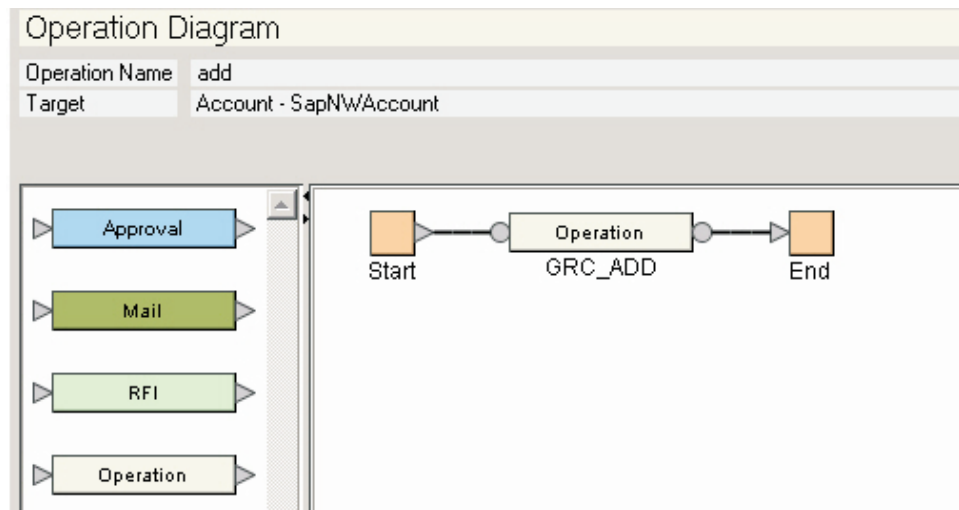 Operation Diagram
Operation Name add
Target Account - SapNWAccount
Approval
Mail
RFI
Operation
Operation
Start GRC_ADD End